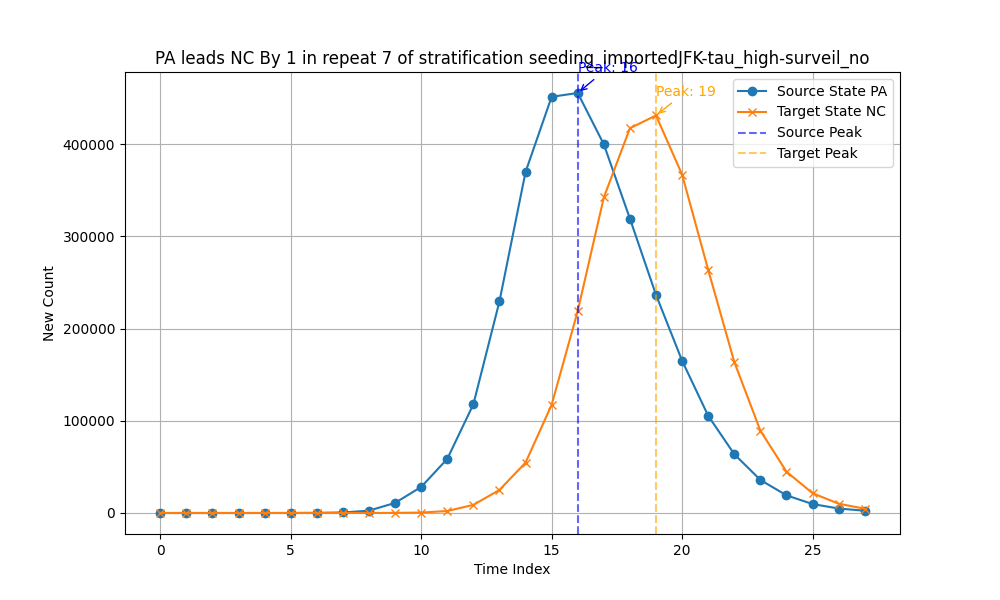 PA leads NC By 1 in repeat 7 of stratification seeding_importedJFK-tau_high-surveil_no
Peak: 16
Peak: 19
Source State PA
Target State NC
Source Peak
Target Peak
400000
300000
200000
100000
0
New Count
0 5 10 15 20 25
Time Index